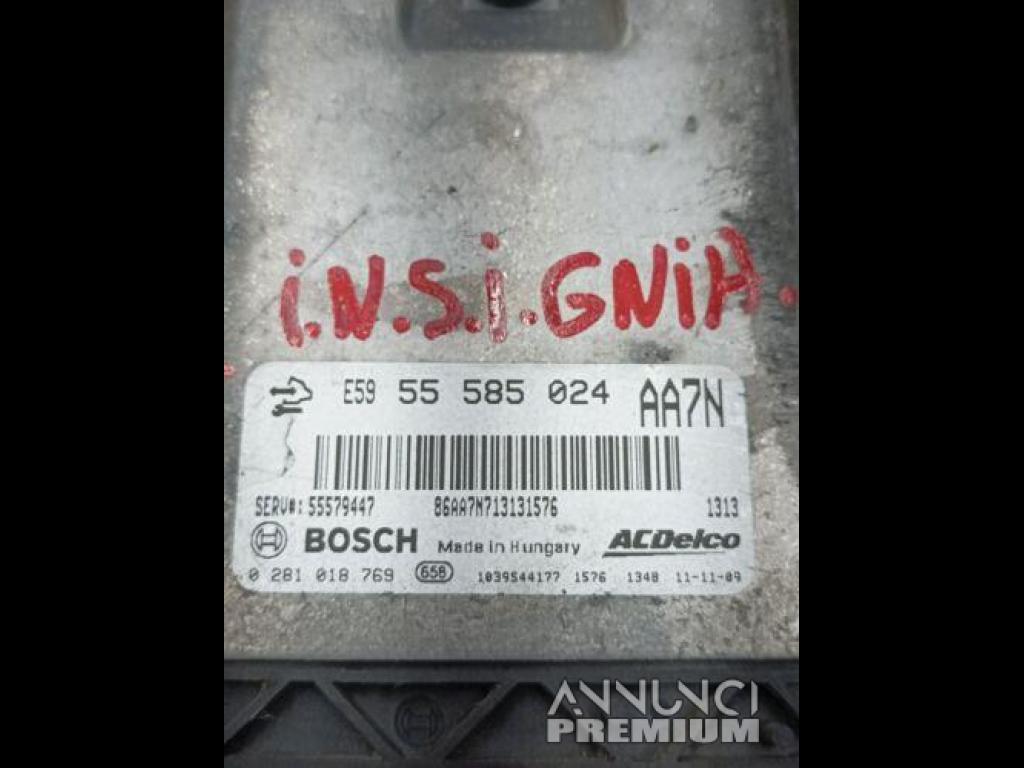 i.N.S.i.GNiA.
E59 55 585 024 AA7N
SERV#: 55579447 86AA7N713131576 1313
BOSCH Made in Hungary ACDelco
0 281 018 769 658 1039S44177 1576 1348 11-11-09
ANNUNCI
PREMIUM